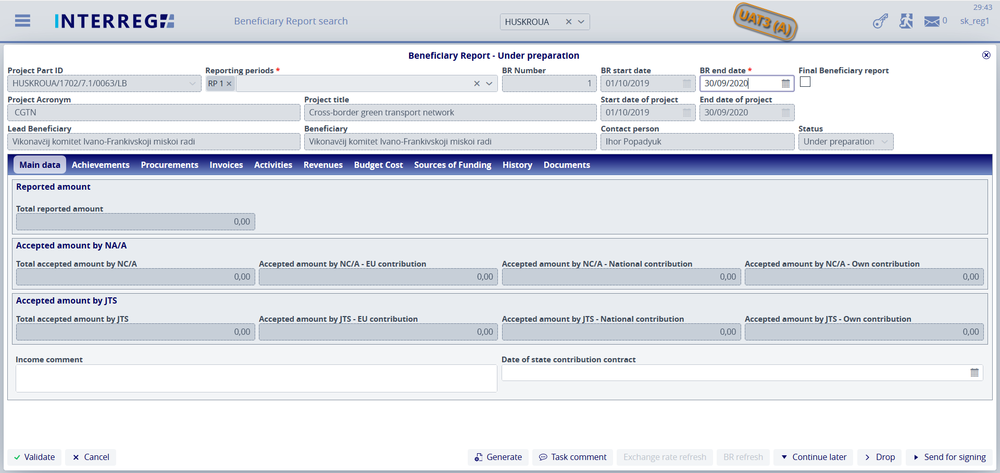 INTERREG
Beneficiary Report search
HUSKROUA
UAT3 (A)
29:43
0
sk_reg1
Beneficiary Report - Under preparation
Project Part ID
Reporting periods *
BR Number
BR start date
BR end date *
Final Beneficiary report
HUSKROUA/1702/7.1/0063/LB
RP 1
1
01/10/2019
30/09/2020
Project Acronym
Project title
Start date of project
End date of project
CGTN
Cross-border green transport network
01/10/2019
30/09/2020
Lead Beneficiary
Beneficiary
Contact person
Status
Vikonavčij komitet Ivano-Frankivskoji miskoi radi
Vikonavčij komitet Ivano-Frankivskoji miskoi radi
Ihor Popadyuk
Under preparation
Main data
Achievements
Procurements
Invoices
Activities
Revenues
Budget Cost
Sources of Funding
History
Documents
Reported amount
Total reported amount
0,00
Accepted amount by NA/A
Total accepted amount by NC/A
Accepted amount by NC/A - EU contribution
Accepted amount by NC/A - National contribution
Accepted amount by NC/A - Own contribution
0,00
0,00
0,00
0,00
Accepted amount by JTS
Total accepted amount by JTS
Accepted amount by JTS - EU contribution
Accepted amount by JTS - National contribution
Accepted amount by JTS - Own contribution
0,00
0,00
0,00
0,00
Income comment
Date of state contribution contract
Validate
Cancel
Generate
Task comment
Exchange rate refresh
BR refresh
Continue later
Drop
Send for signing